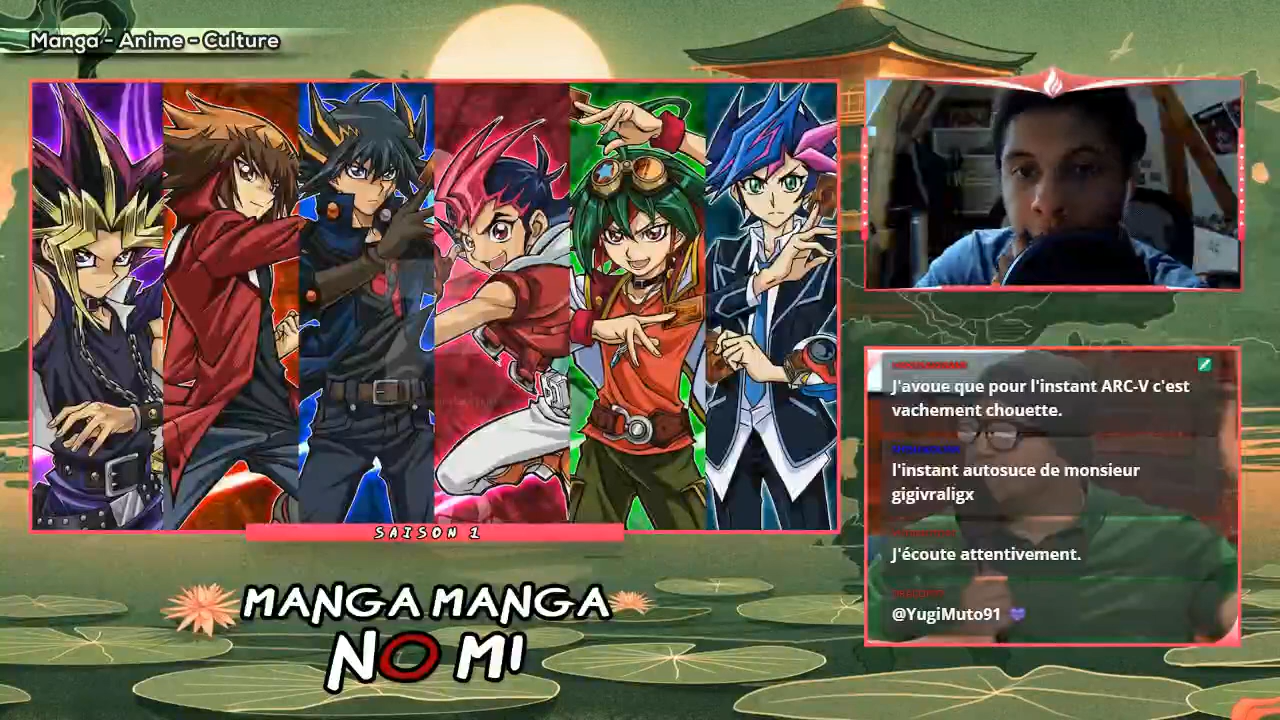 Manga - Anime - Culture
SAISON 1
MANGA MANGA
NO MI
J'avoue que pour l'instant ARC-V c'est
vachement chouette.
l'instant autosuce de monsieur
gigivraligx
J'écoute attentivement.
@YugiMuto91